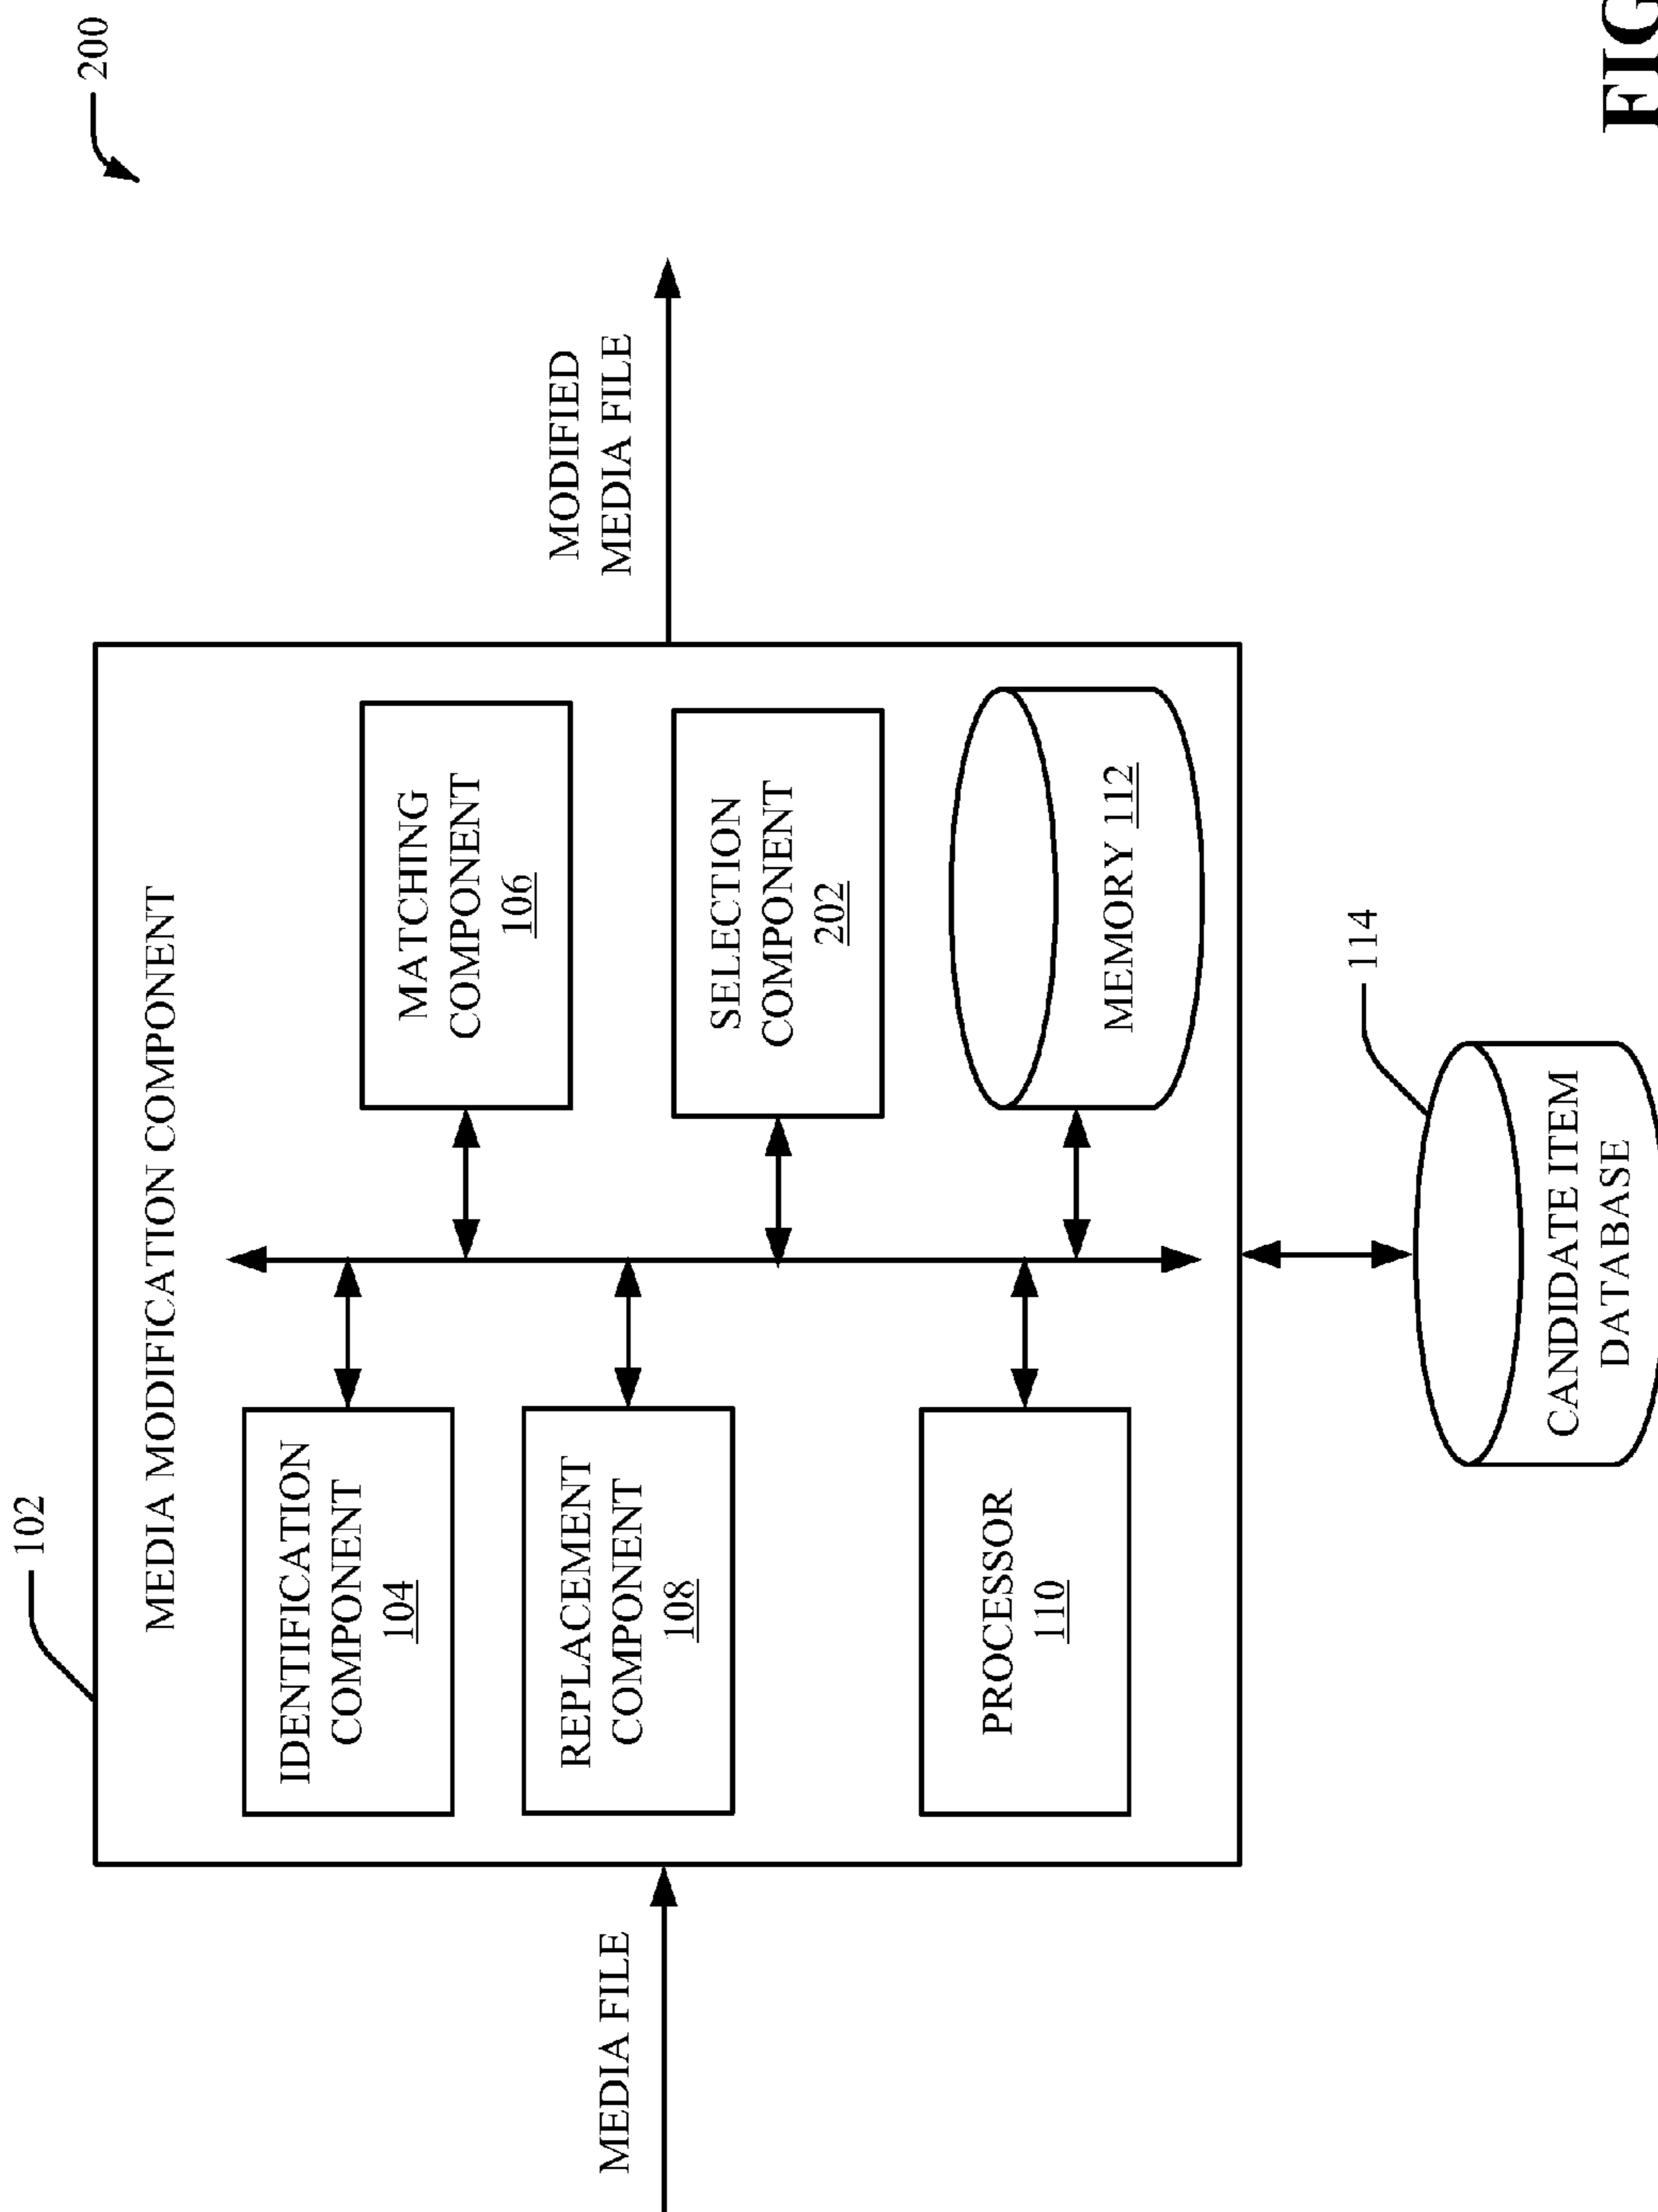 200
102
MEDIA MODIFICATION COMPONENT
IDENTIFICATION
COMPONENT
104
MATCHING
COMPONENT
106
REPLACEMENT
COMPONENT
108
SELECTION
COMPONENT
202
PROCESSOR
110
MEMORY 112
MEDIA FILE
MODIFIED
MEDIA FILE
114
CANDIDATE ITEM
DATABASE
FIG